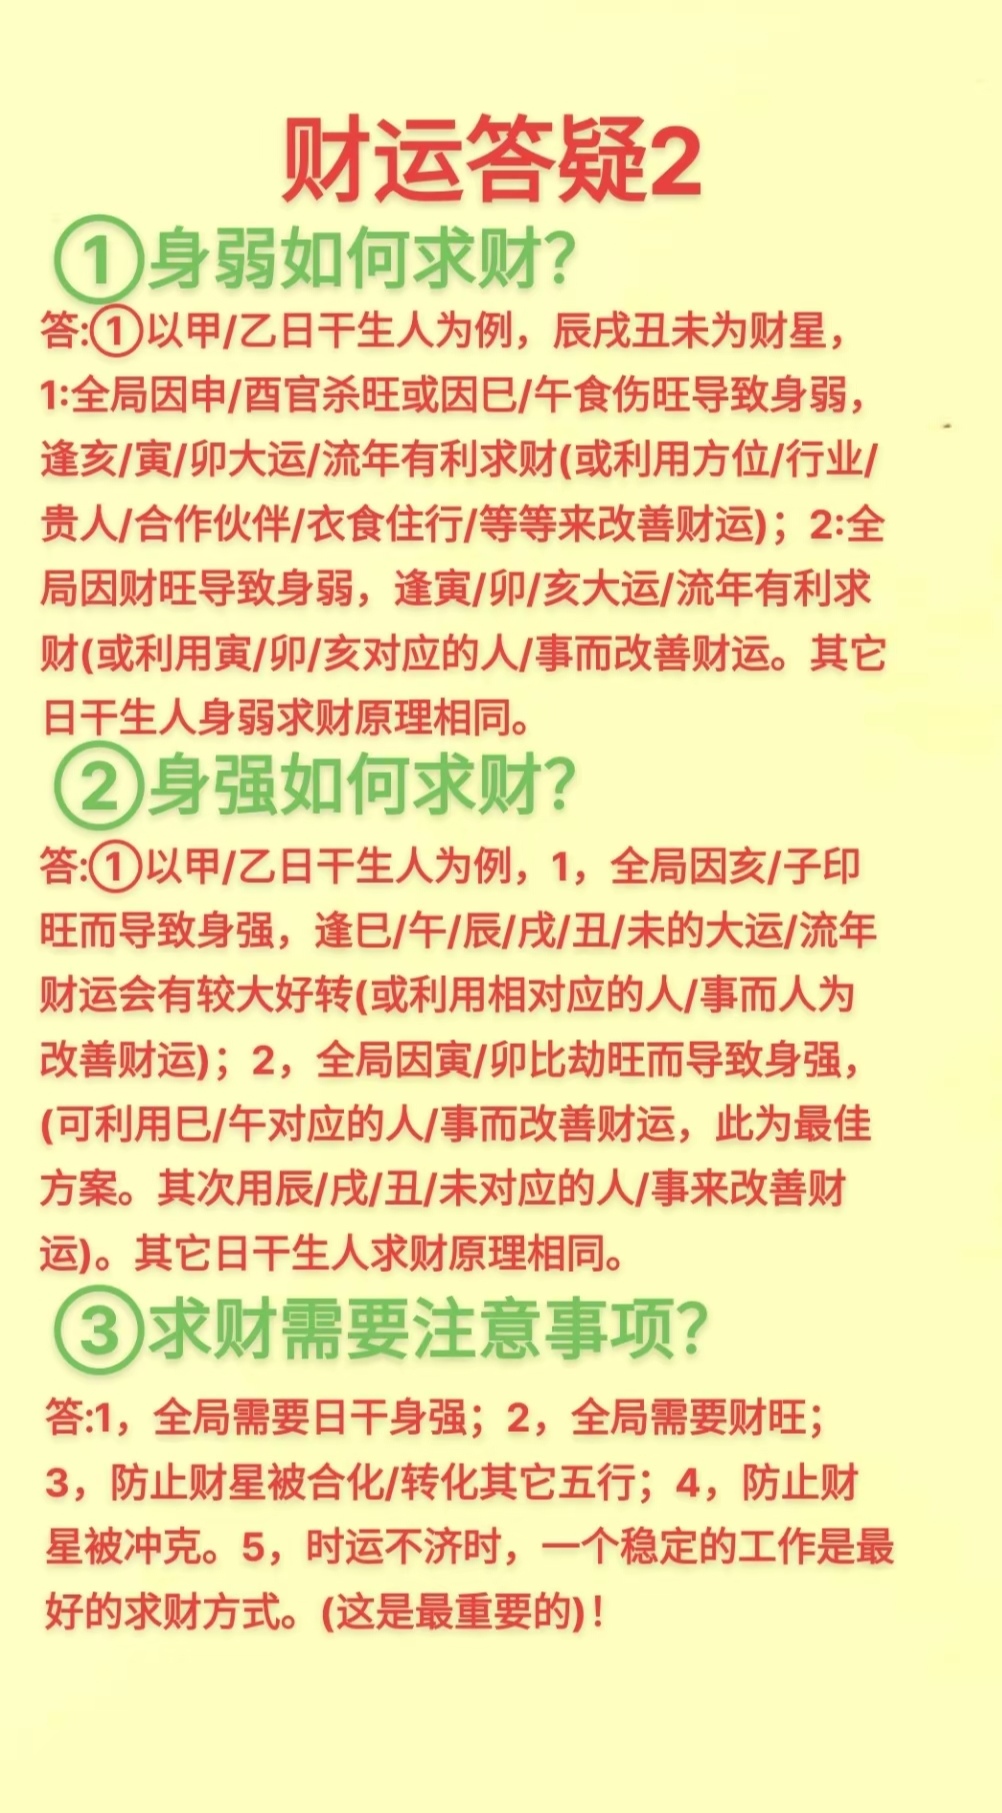 财运答疑2
①身弱如何求财？
答:①以甲/乙日干生人为例，辰戌丑未为财星，
1:全局因申/酉官杀旺或因巳/午食伤旺导致身弱，
逢亥/寅/卯大运/流年有利求财(或利用方位/行业/
贵人/合作伙伴/衣食住行/等等来改善财运)；2:全
局因财旺导致身弱，逢寅/卯/亥大运/流年有利求
财(或利用寅/卯/亥对应的人/事而改善财运。其它
日干生人身弱求财原理相同。
②身强如何求财？
答:①以甲/乙日干生人为例，1，全局因亥/子印
旺而导致身强，逢巳/午/辰/戌/丑/未的大运/流年
财运会有较大好转(或利用相对应的人/事而人为
改善财运)；2，全局因寅/卯比劫旺而导致身强，
(可利用巳/午对应的人/事而改善财运，此为最佳
方案。其次用辰/戌/丑/未对应的人/事来改善财
运)。其它日干生人求财原理相同。
③求财需要注意事项？
答:1，全局需要日干身强；2，全局需要财旺；
3，防止财星被合化/转化其它五行；4，防止财
星被冲克。5，时运不济时，一个稳定的工作是最
好的求财方式。(这是最重要的)！